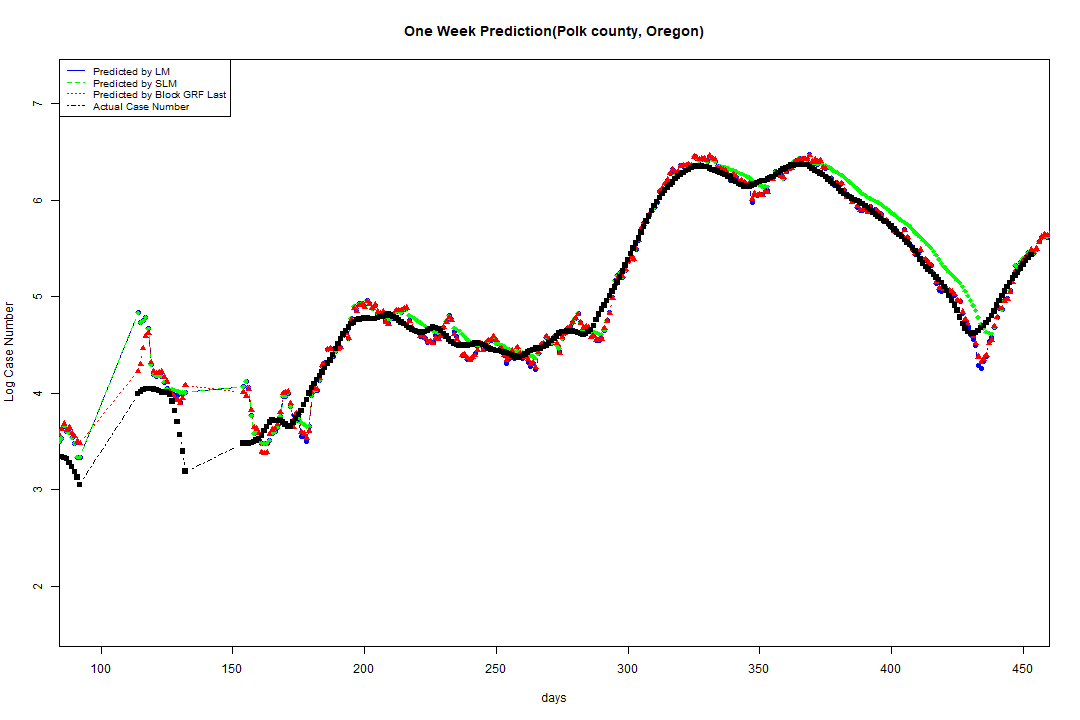 One Week Prediction(Polk county, Oregon)
Predicted by LM
Predicted by SLM
Predicted by Block GRF Last
Actual Case Number
7
6
5
4
3
2
Log Case Number
100 150 200 250 300 350 400 450
days